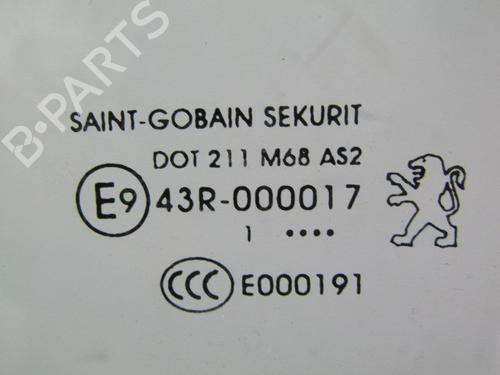 B-PARTS
SAINT-GOBAIN SEKURIT
DOT 211 M68 AS2
E9 43R-000017
1 ••••
CCC E000191